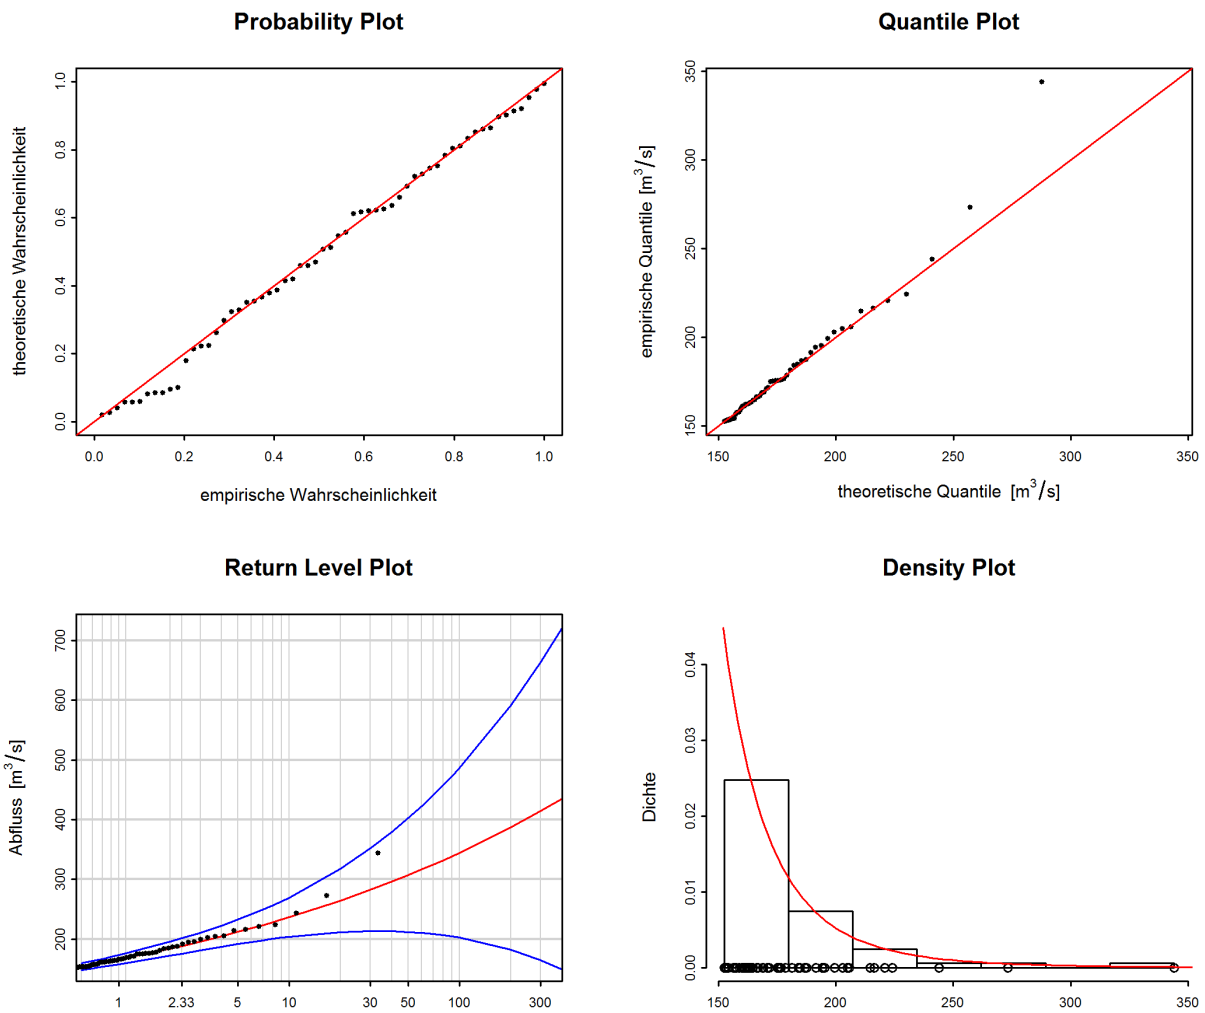 Probability Plot
theoretische Wahrscheinlichkeit
0.0 0.2 0.4 0.6 0.8 1.0
0.0 0.2 0.4 0.6 0.8 1.0
empirische Wahrscheinlichkeit
Quantile Plot
empirische Quantile [m³/s]
150 200 250 300 350
150 200 250 300 350
theoretische Quantile [m³/s]
Return Level Plot
Abfluss [m³/s]
200 300 400 500 600 700
1 2.33 5 10 30 50 100 300
Density Plot
Dichte
0.00 0.01 0.02 0.03 0.04
150 200 250 300 350